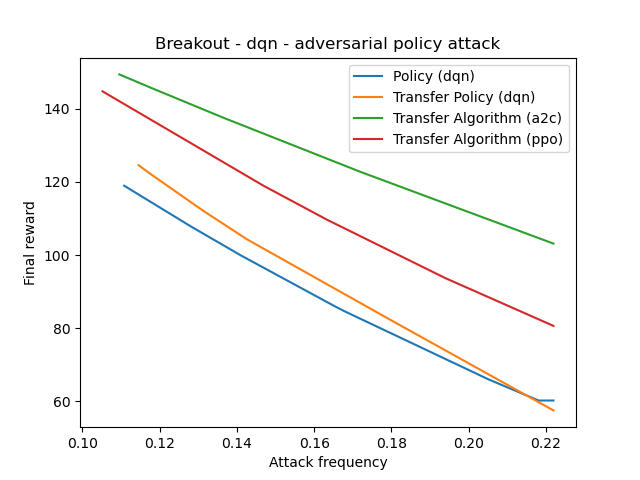 Breakout - dqn - adversarial policy attack
Policy (dqn)
Transfer Policy (dqn)
Transfer Algorithm (a2c)
Transfer Algorithm (ppo)
Final reward
140
120
100
80
60
0.10 0.12 0.14 0.16 0.18 0.20 0.22
Attack frequency